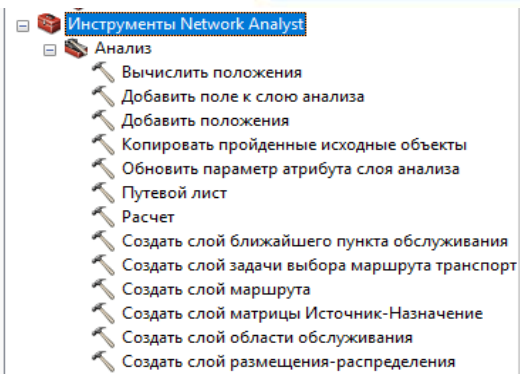 Инструменты Network Analyst
Анализ
Вычислить положения
Добавить поле к слою анализа
Добавить положения
Копировать пройденные исходные объекты
Обновить параметр атрибута слоя анализа
Путевой лист
Расчет
Создать слой ближайшего пункта обслуживания
Создать слой задачи выбора маршрута транспорт
Создать слой маршрута
Создать слой матрицы Источник-Назначение
Создать слой области обслуживания
Создать слой размещения-распределения